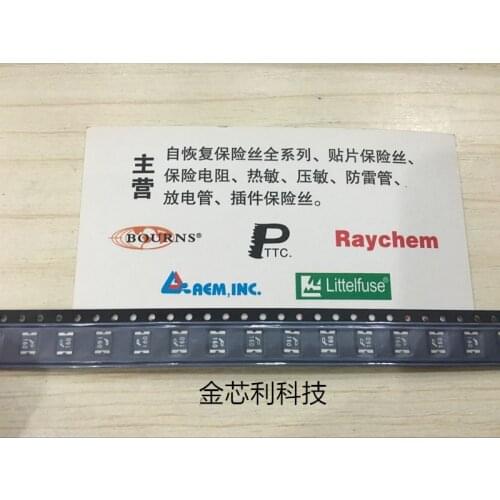 主营
自恢复保险丝全系列、贴片保险丝、
保险电阻、热敏、压敏、防雷管、
放电管、插件保险丝。
BOURNS®
P TTC.
Raychem
AEM,INC.
Littelfuse®
金芯利科技